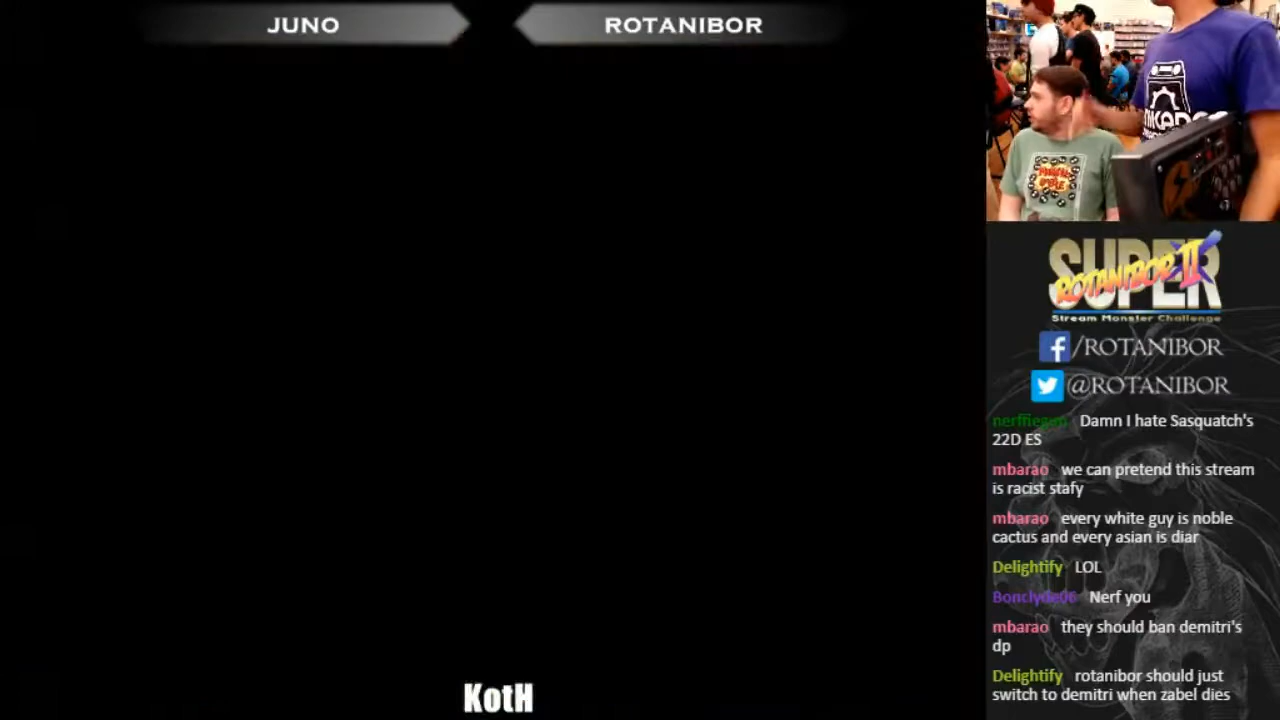 JUNO
ROTANIBOR
SUPER
ROTANIBOR II X
Stream Monster Challenge
/ROTANIBOR
@ROTANIBOR
Damn I hate Sasquatch's
22D ES
mbarao we can pretend this stream
is racist stafy
mbarao every white guy is noble
cactus and every asian is diar
Delightify LOL
Bonclyde06 Nerf you
mbarao they should ban demitri's
dp
Delightify rotanibor should just
switch to demitri when zabel dies
KotH